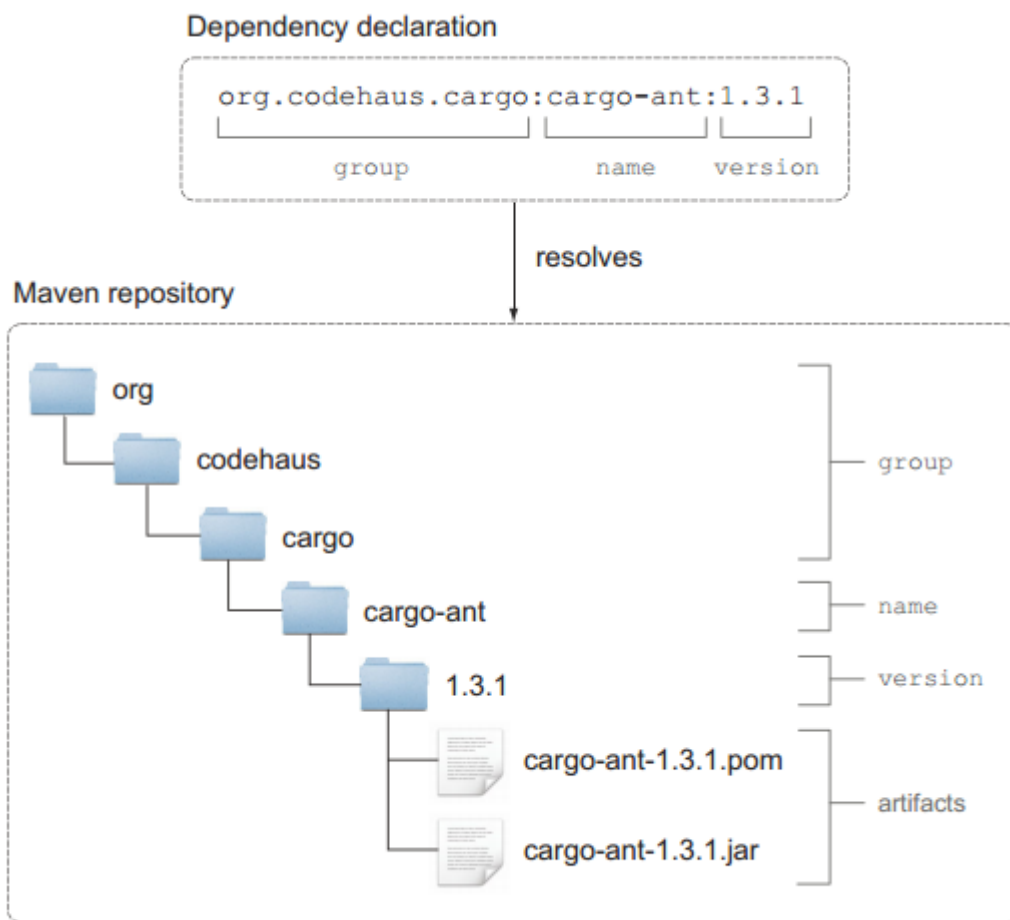 Dependency declaration
org.codehaus.cargo:cargo-ant:1.3.1
group name version
resolves
Maven repository
org
codehaus
group
cargo
name
cargo-ant
version
1.3.1
cargo-ant-1.3.1.pom
artifacts
cargo-ant-1.3.1.jar